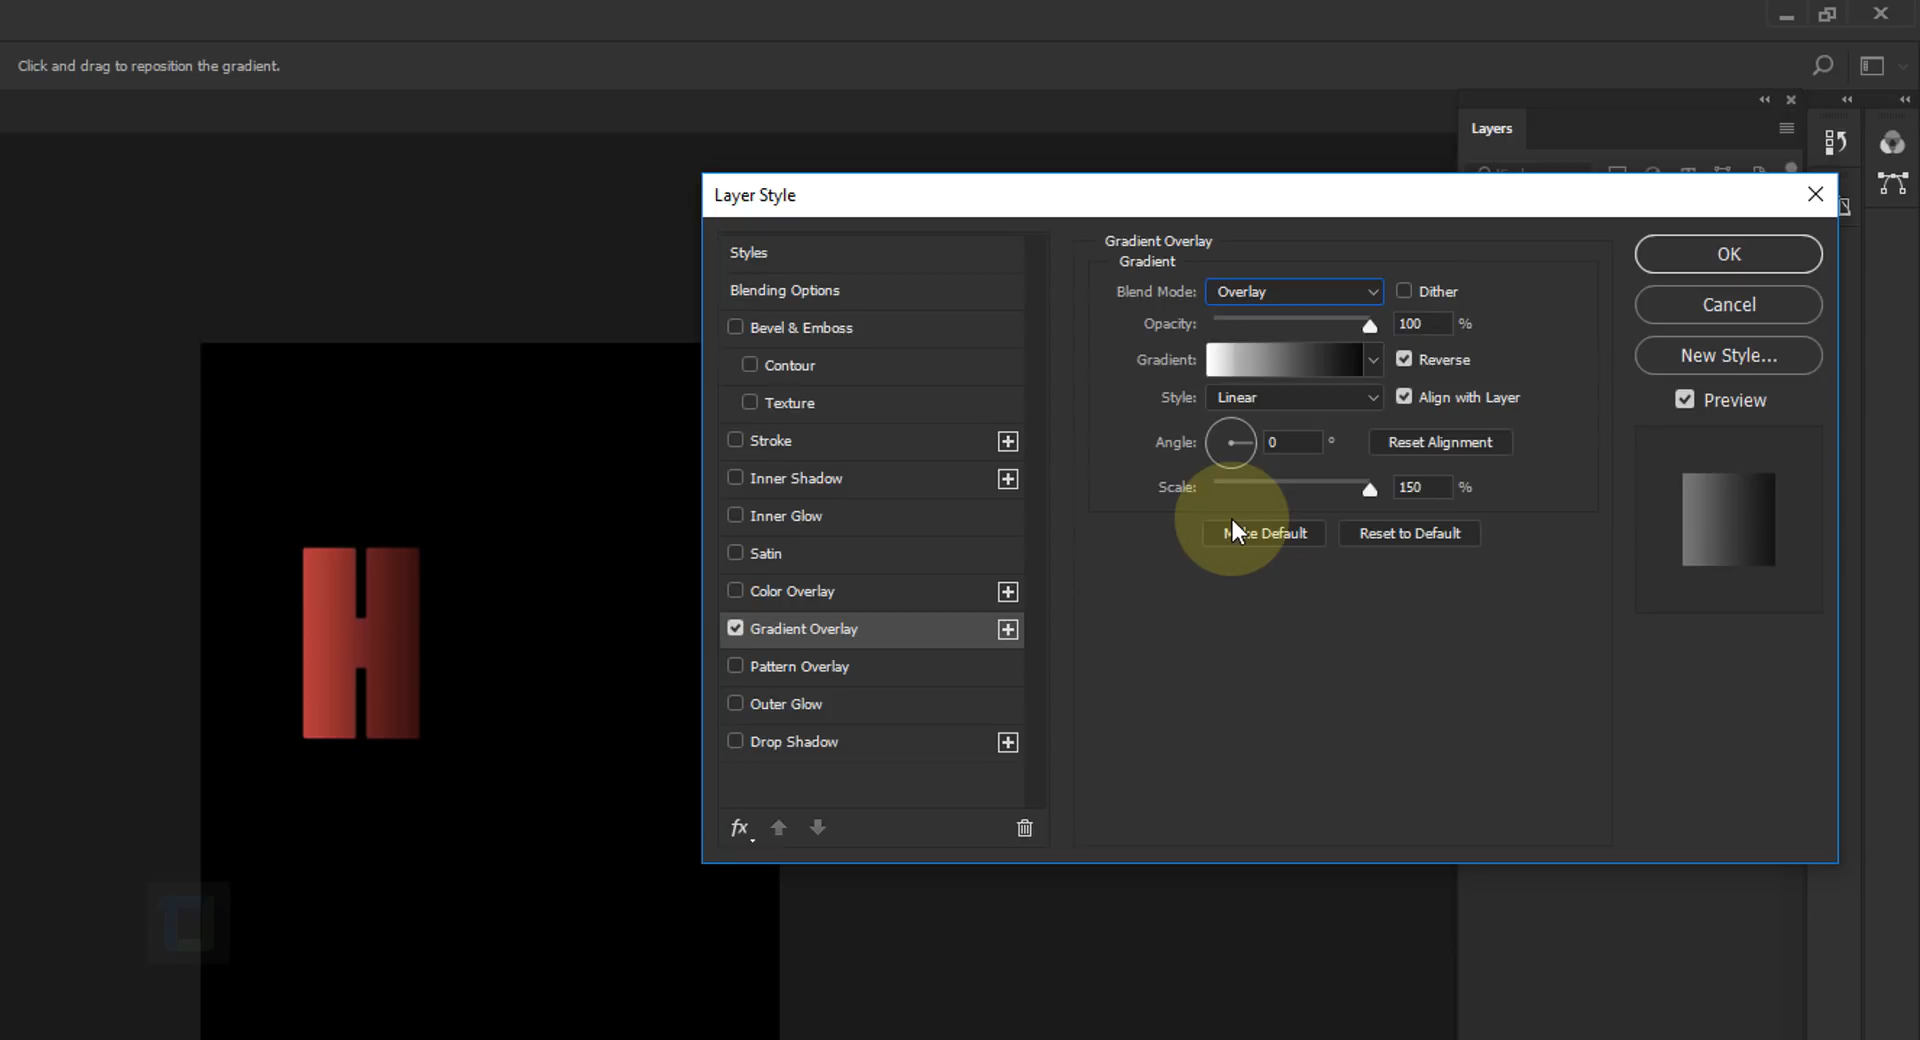 Click and drag to reposition the gradient.
Layers
Layer Style
Styles
Blending Options
Bevel & Emboss
Contour
Texture
Stroke
Inner Shadow
Inner Glow
Satin
Color Overlay
Gradient Overlay
Pattern Overlay
Outer Glow
Drop Shadow
fx
Gradient Overlay
Gradient
Blend Mode: Overlay Dither
Opacity: 100 %
Gradient: Reverse
Style: Linear Align with Layer
Angle: 0 ° Reset Alignment
Scale: 150 %
Make Default Reset to Default
OK
Cancel
New Style...
Preview
H